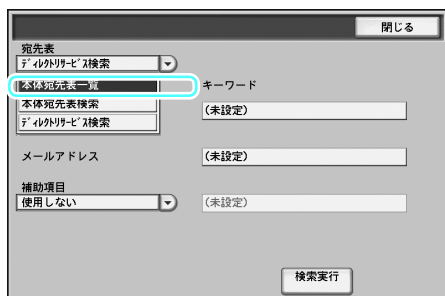 閉じる
宛先表
ディレクトリサービス検索
本体宛先表一覧
キーワード
本体宛先表検索
(未設定)
ディレクトリサービス検索
メールアドレス
(未設定)
補助項目
使用しない
(未設定)
検索実行